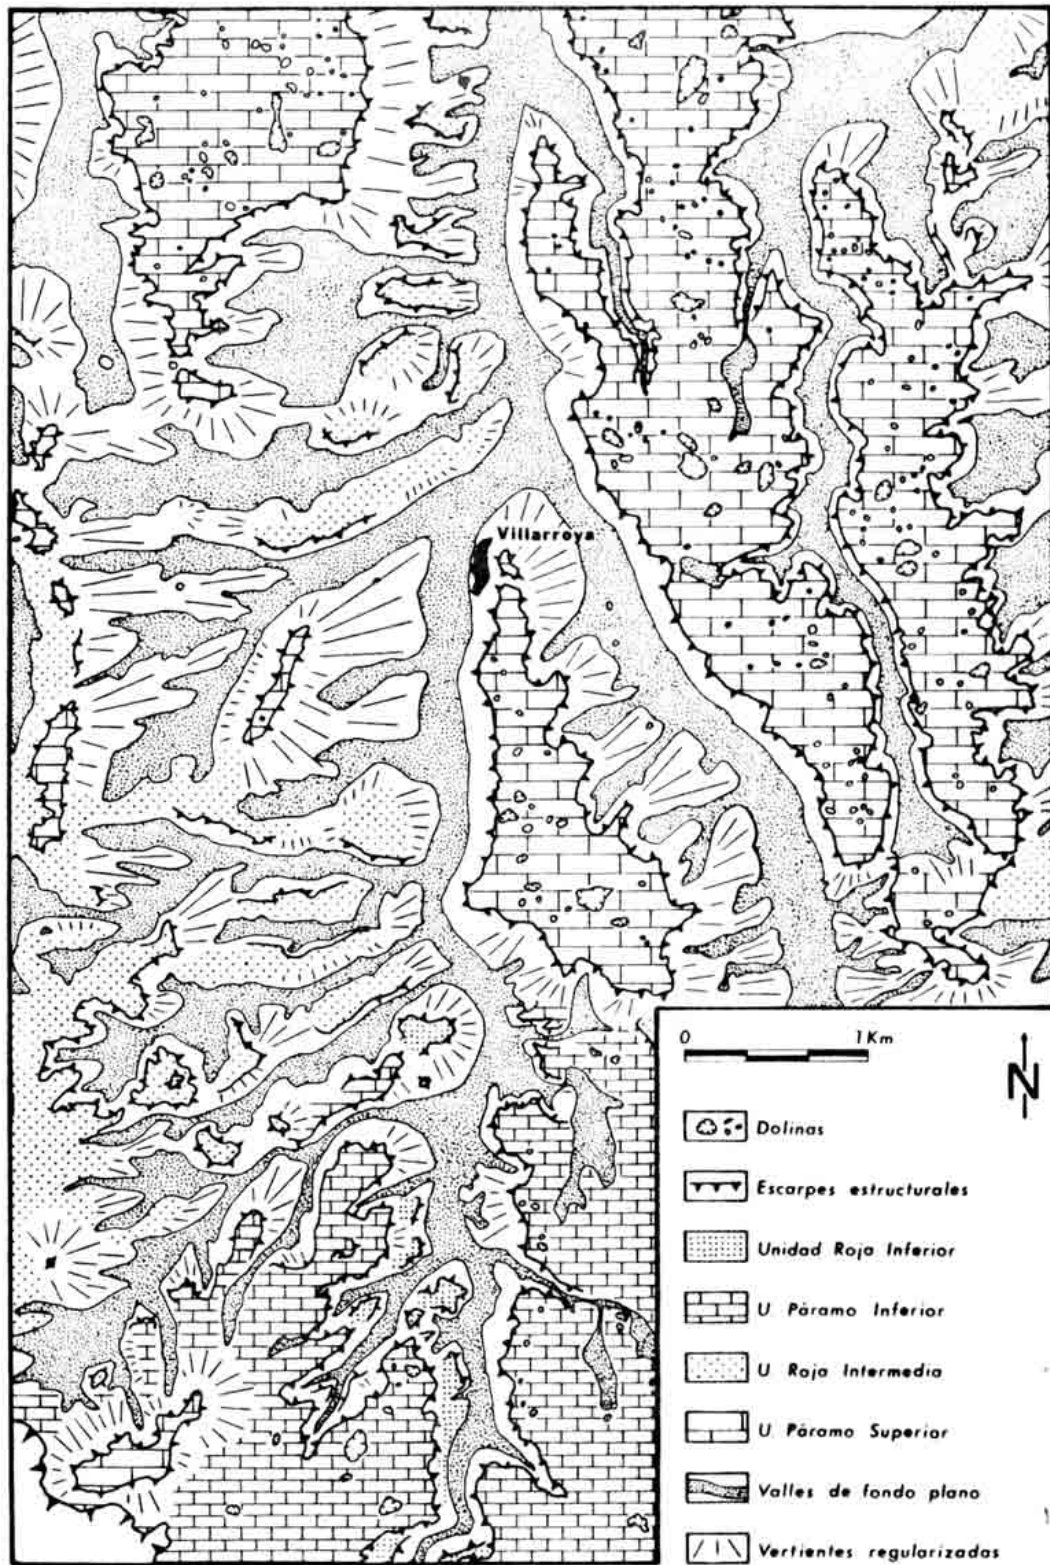 Villarroya
0 1 Km
N
Dolinas
Escarpes estructurales
Unidad Roja Inferior
U Páramo Inferior
U Roja Intermedia
U. Páramo Superior
Valles de fondo plano
Vertientes regularizadas